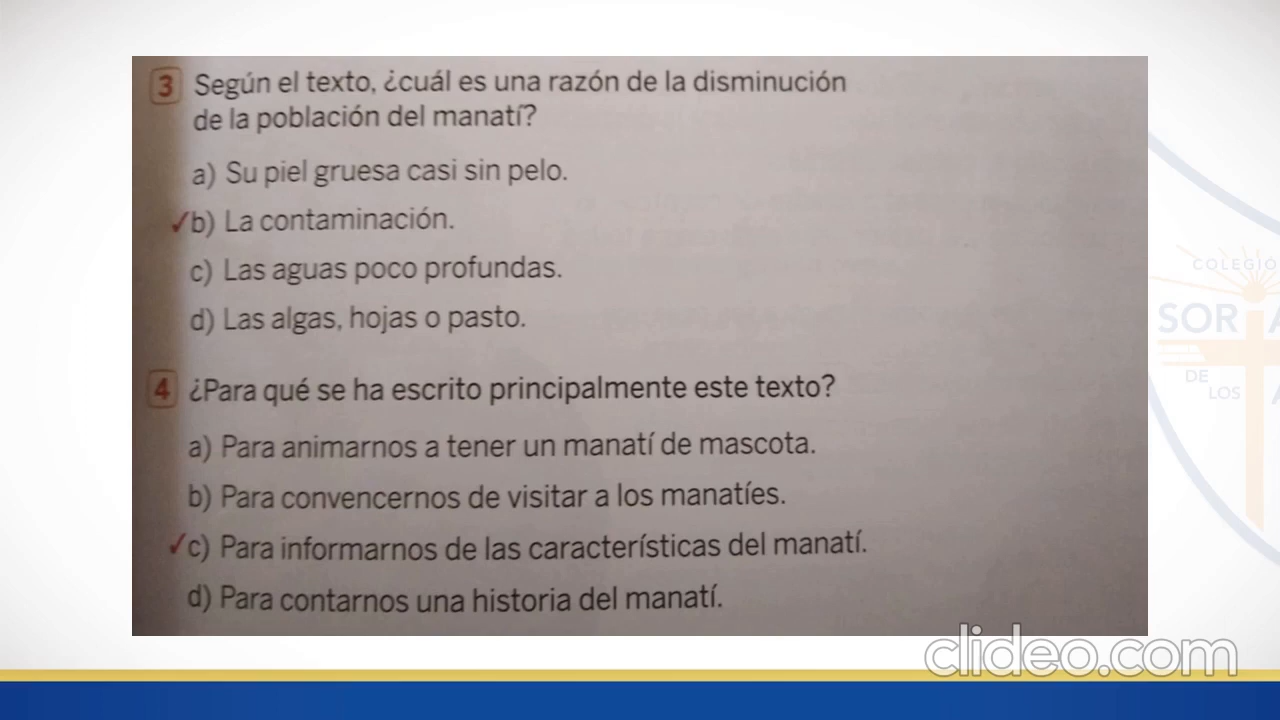 3 Según el texto, ¿cuál es una razón de la disminución
de la población del manatí?
a) Su piel gruesa casi sin pelo.
✓b) La contaminación.
c) Las aguas poco profundas.
d) Las algas, hojas o pasto.
4 ¿Para qué se ha escrito principalmente este texto?
a) Para animarnos a tener un manatí de mascota.
b) Para convencernos de visitar a los manatíes.
✓c) Para informarnos de las características del manatí.
d) Para contarnos una historia del manatí.
COLEGIO
SOR
DE
LOS
clideo.com